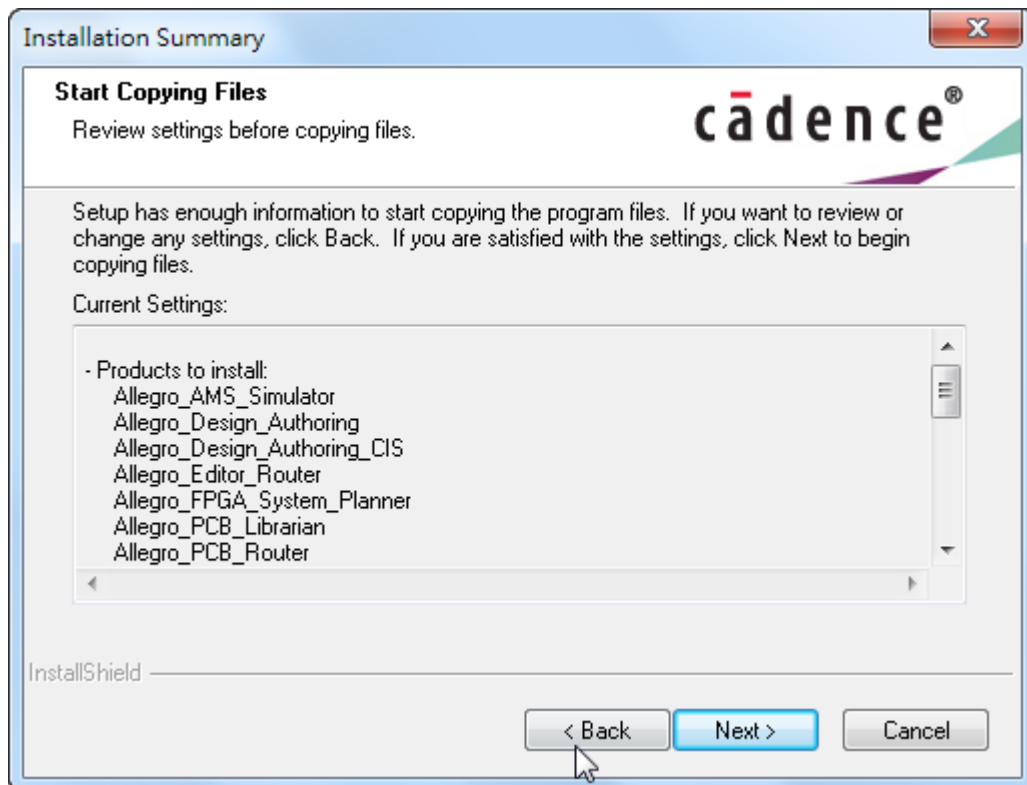 Installation Summary
Start Copying Files
Review settings before copying files.
cādence®
Setup has enough information to start copying the program files.  If you want to review or
change any settings, click Back.  If you are satisfied with the settings, click Next to begin
copying files.
Current Settings:
- Products to install:
Allegro_AMS_Simulator
Allegro_Design_Authoring
Allegro_Design_Authoring_CIS
Allegro_Editor_Router
Allegro_FPGA_System_Planner
Allegro_PCB_Librarian
Allegro_PCB_Router
InstallShield
< Back
Next >
Cancel